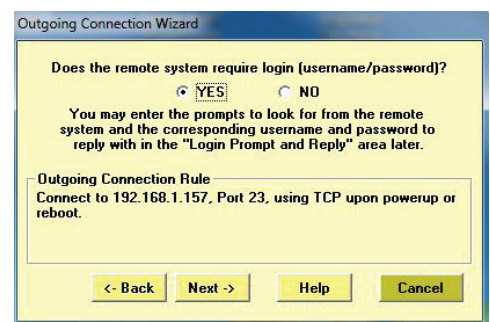 Outgoing Connection Wizard
Does the remote system require login (username/password)?
YES NO
You may enter the prompts to look for from the remote
system and the corresponding username and password to
reply with in the "Login Prompt and Reply" area later.
Outgoing Connection Rule
Connect to 192.168.1.157, Port 23, using TCP upon powerup or
reboot.
<- Back Next -> Help Cancel